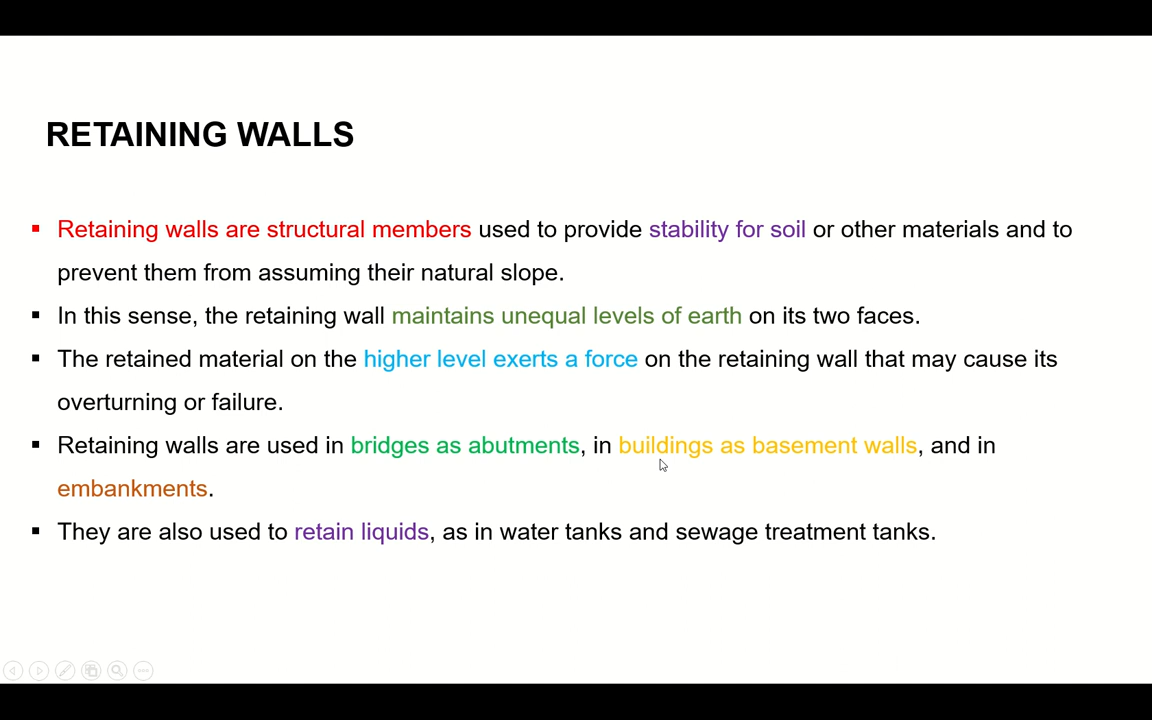 RETAINING WALLS
▪ Retaining walls are structural members used to provide stability for soil or other materials and to
prevent them from assuming their natural slope.
▪ In this sense, the retaining wall maintains unequal levels of earth on its two faces.
▪ The retained material on the higher level exerts a force on the retaining wall that may cause its
overturning or failure.
▪ Retaining walls are used in bridges as abutments, in buildings as basement walls, and in
embankments.
▪ They are also used to retain liquids, as in water tanks and sewage treatment tanks.